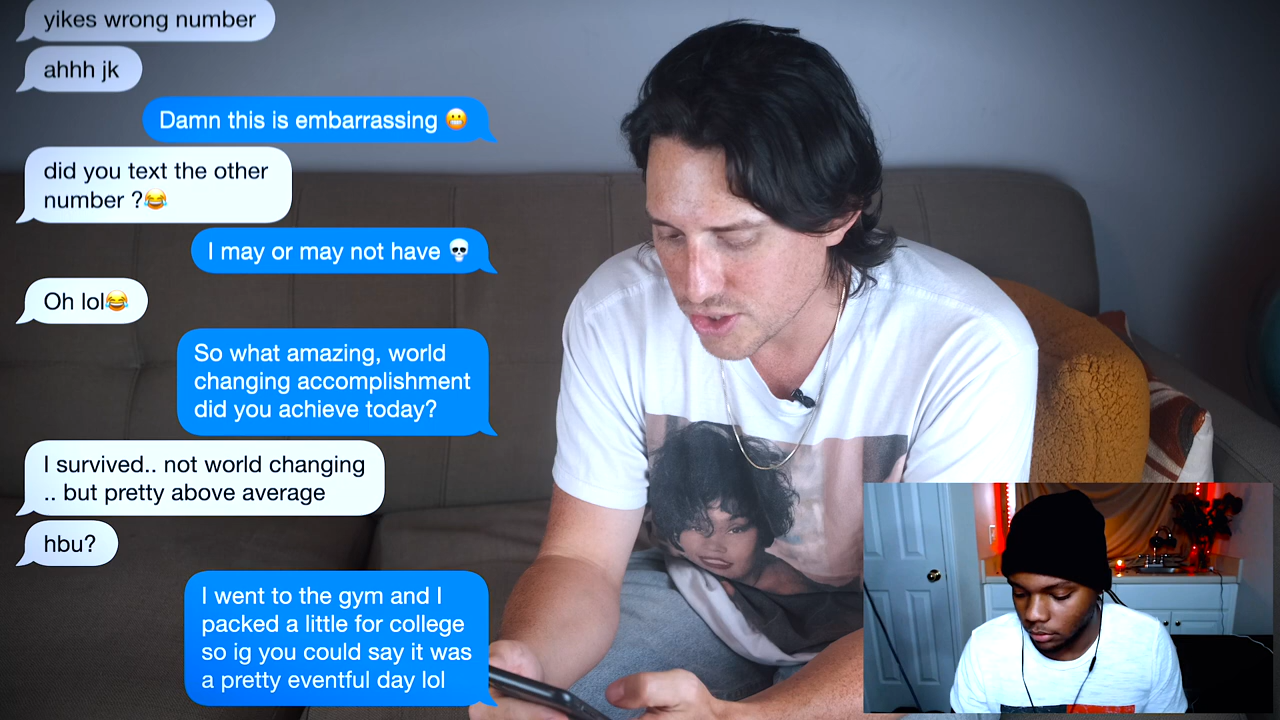 yikes wrong number
ahhh jk
Damn this is embarrassing 😬
did you text the other
number ?😂
I may or may not have 💀
Oh lol😂
So what amazing, world
changing accomplishment
did you achieve today?
I survived.. not world changing
.. but pretty above average
hbu?
I went to the gym and I
packed a little for college
so ig you could say it was
a pretty eventful day lol